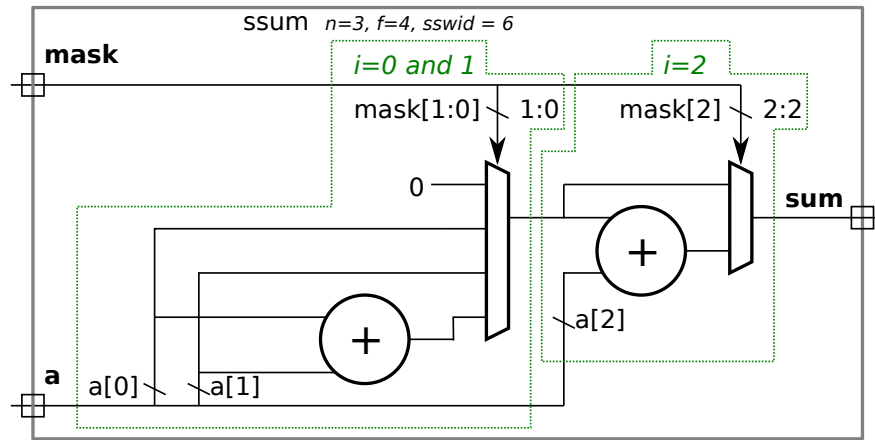 ssum n=3, f=4, sswid = 6
mask
i=0 and 1
i=2
mask[1:0] 1:0
mask[2] 2:2
0
sum
+
+
a[2]
a
a[0] a[1]